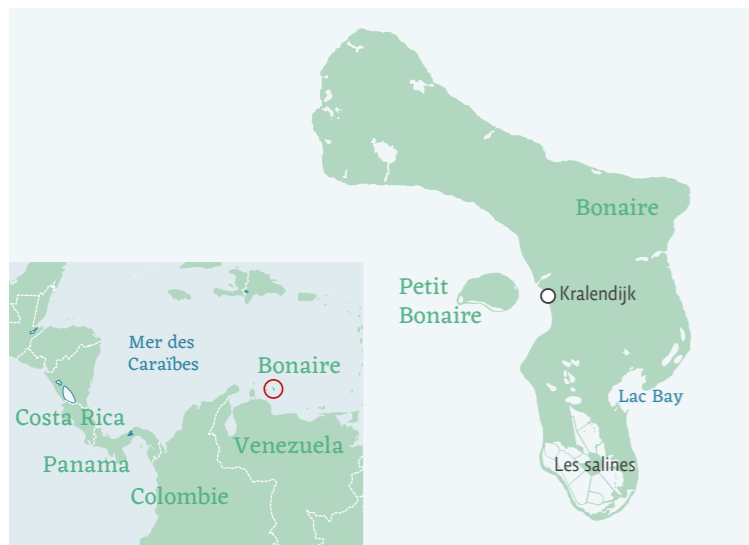 Bonaire
Petit
Bonaire
Kralendijk
Lac Bay
Les salines
Mer des
Caraïbes
Bonaire
Costa Rica
Panama
Venezuela
Colombie